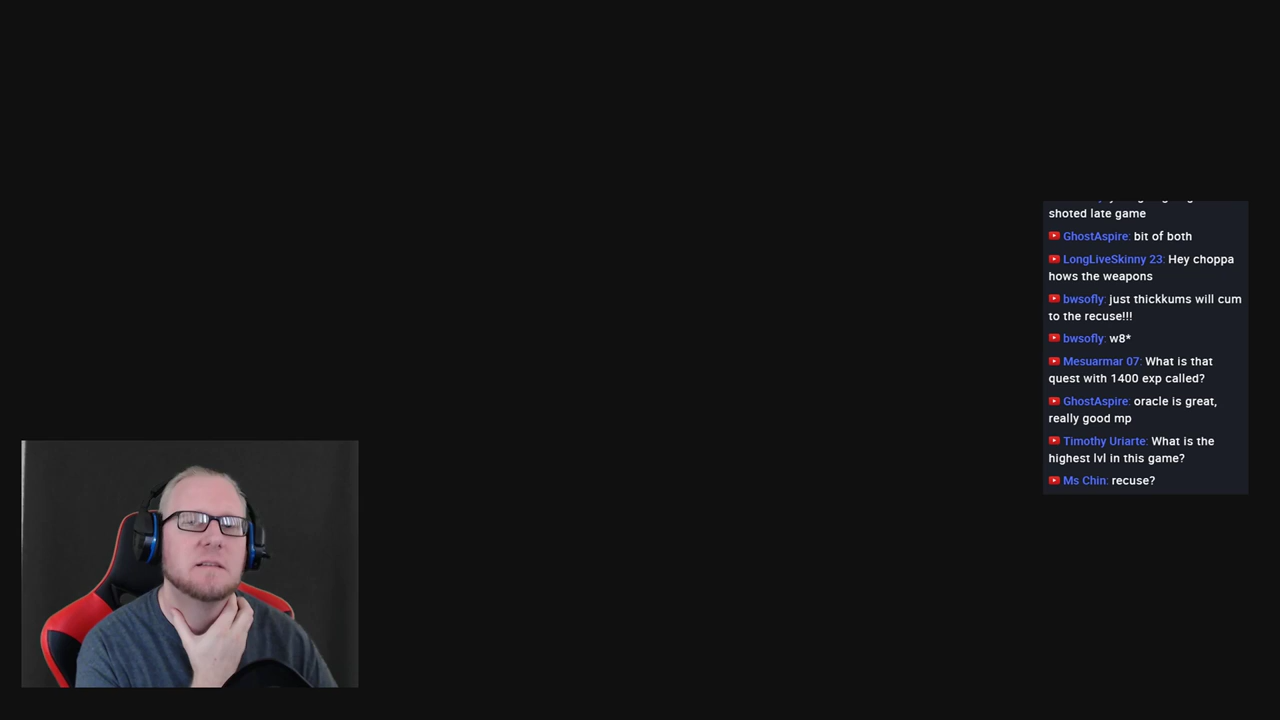 shoted late game
GhostAspire: bit of both
LongLiveSkinny 23: Hey choppa
hows the weapons
bwsofly: just thickkums will cum
to the recuse!!!
bwsofly: w8*
Mesuarmar 07: What is that
quest with 1400 exp called?
GhostAspire: oracle is great,
really good mp
Timothy Uriarte: What is the
highest lvl in this game?
Ms Chin: recuse?